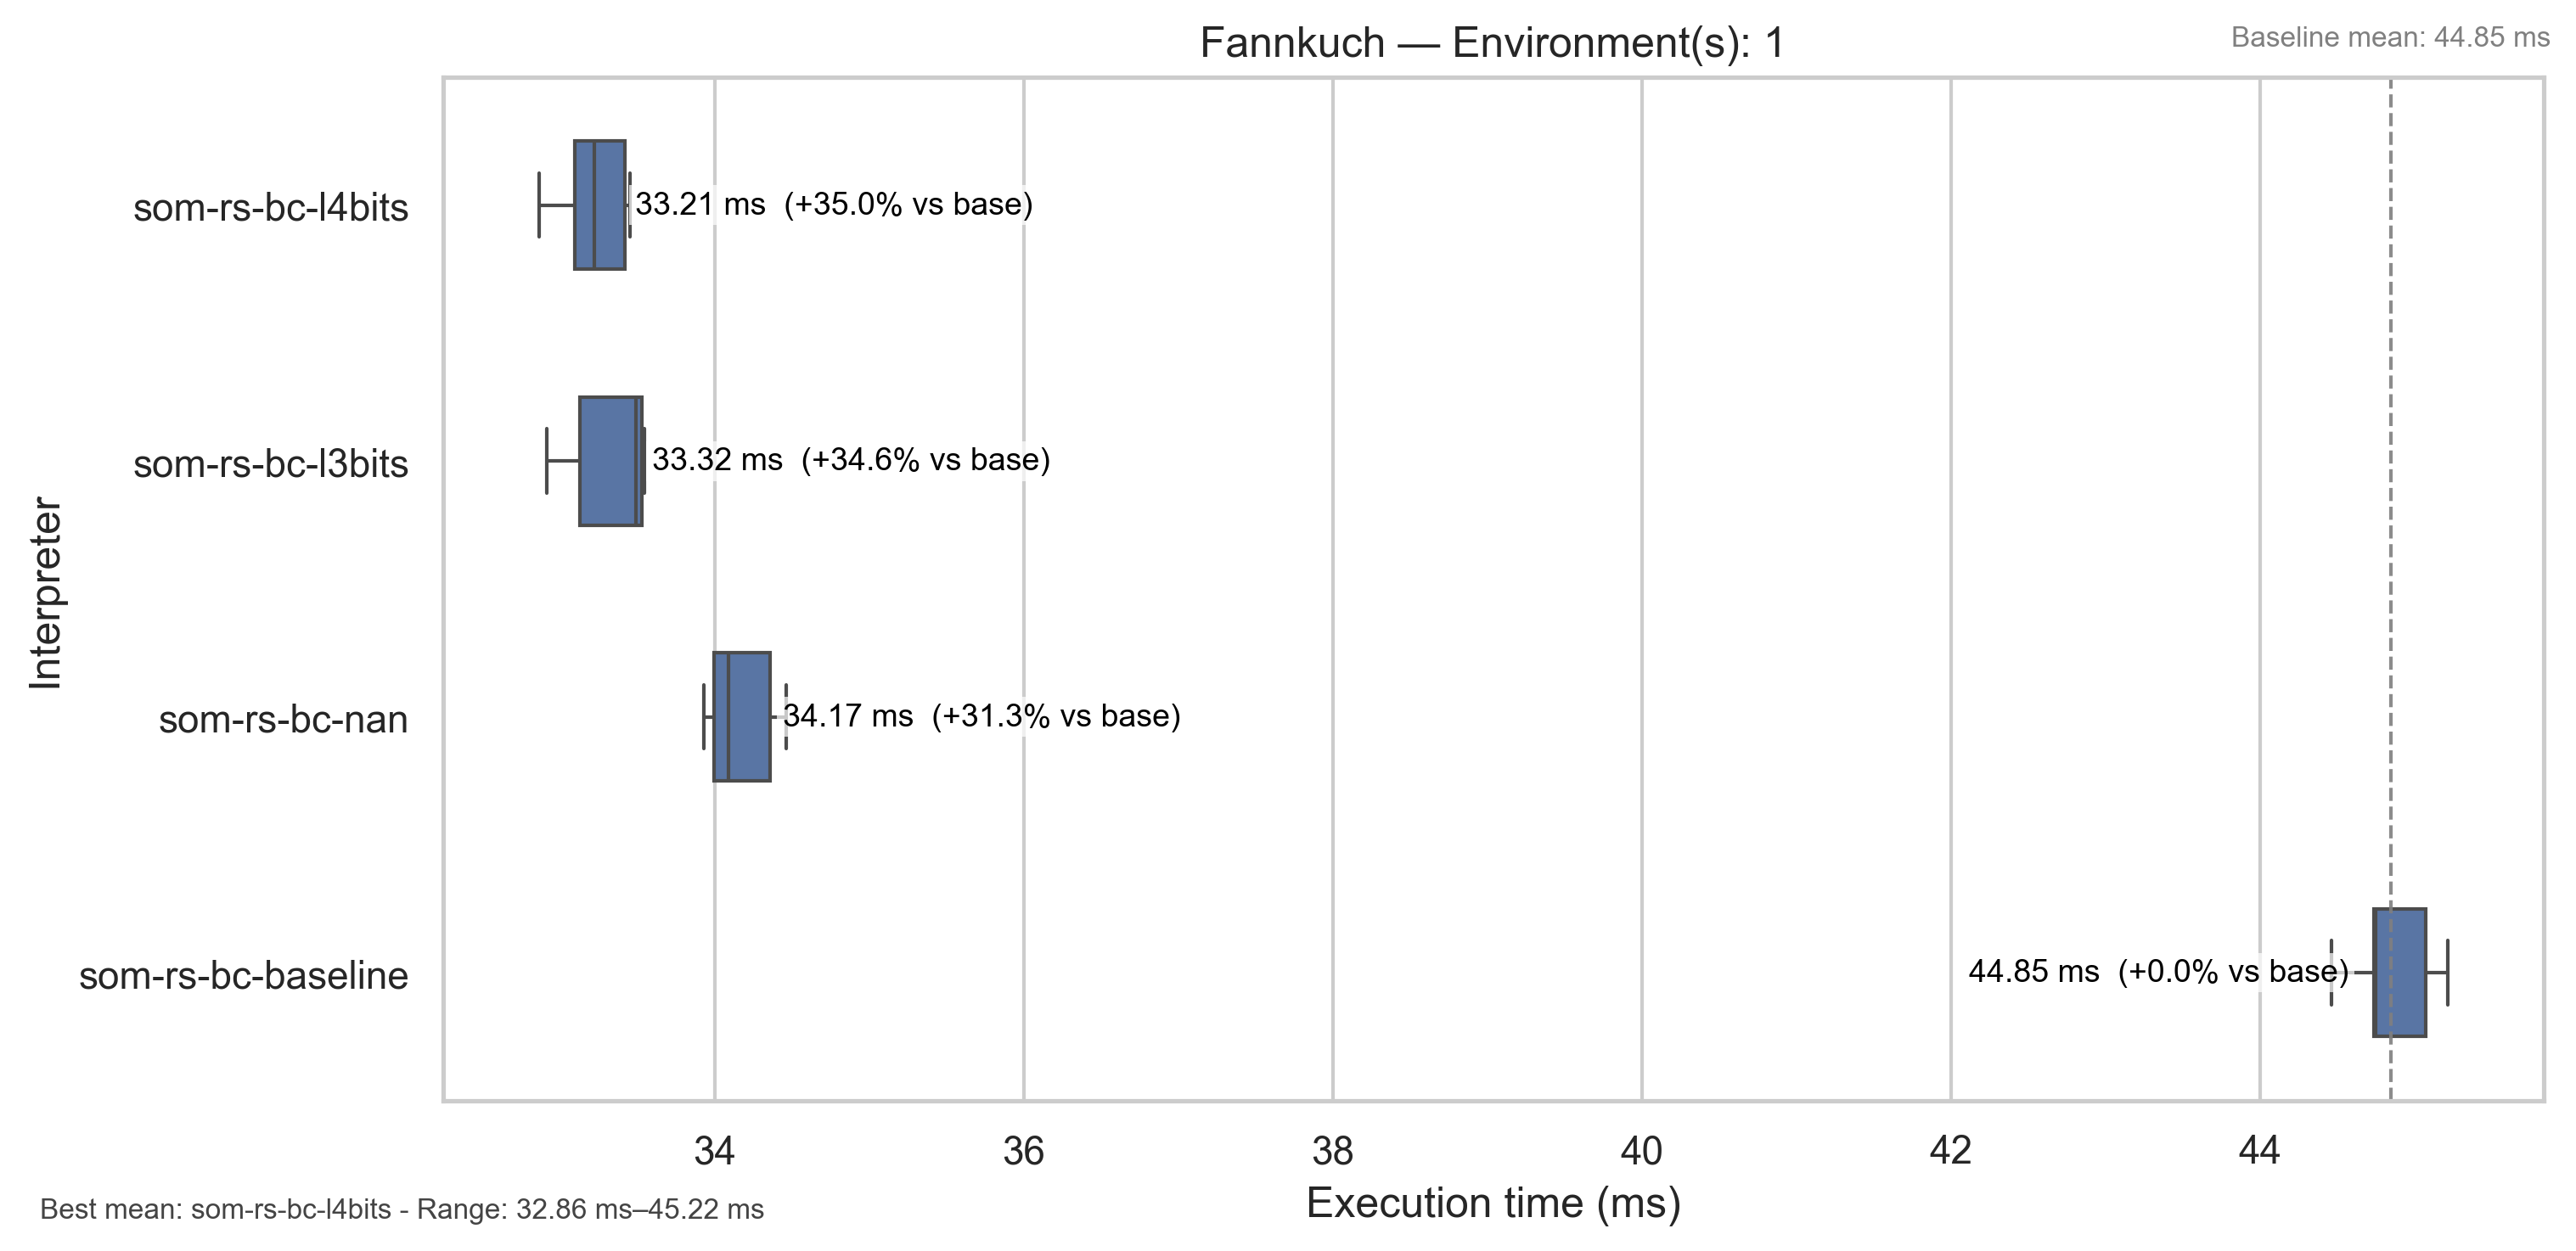 Fannkuch — Environment(s): 1
Baseline mean: 44.85 ms
Interpreter
som-rs-bc-l4bits
33.21 ms (+35.0% vs base)
som-rs-bc-l3bits
33.32 ms (+34.6% vs base)
som-rs-bc-nan
34.17 ms (+31.3% vs base)
som-rs-bc-baseline
44.85 ms (+0.0% vs base)
34 36 38 40 42 44
Execution time (ms)
Best mean: som-rs-bc-l4bits - Range: 32.86 ms–45.22 ms